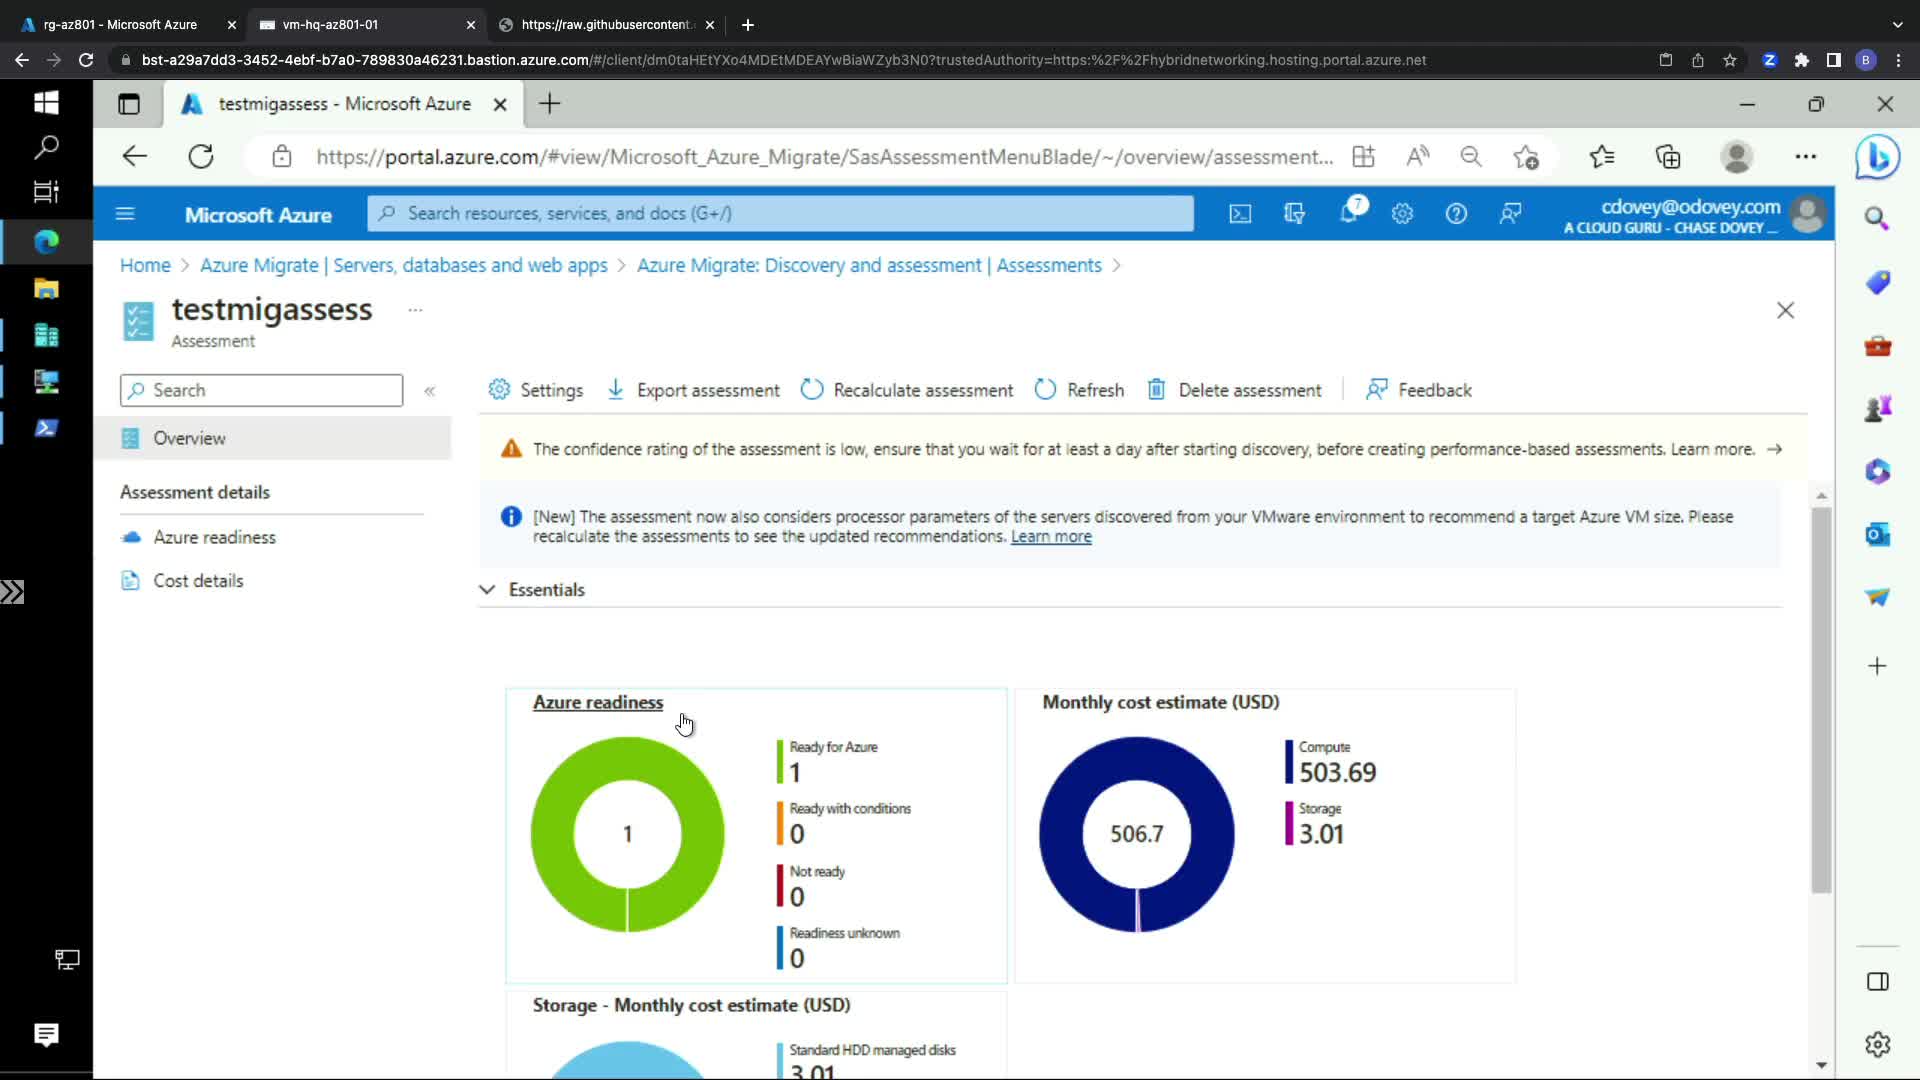 rg-az801 - Microsoft Azure
vm-hq-az801-01
https://raw.githubusercontent.
bst-a29a7dd3-3452-4ebf-b7a0-789830a46231.bastion.azure.com/#/client/dm0taHEtYXo4MDEtMDEAYwBiaWZyb3N0?trustedAuthority=https:%2F%2Fhybridnetworking.hosting.portal.azure.net
B
testmigassess - Microsoft Azure
https://portal.azure.com/#view/Microsoft_Azure_Migrate/SasAssessmentMenuBlade/~/overview/assessment...
Microsoft Azure
Search resources, services, and docs (G+/)
7
cdovey@odovey.com
A CLOUD GURU - CHASE DOVEY ...
Home > Azure Migrate | Servers, databases and web apps > Azure Migrate: Discovery and assessment | Assessments >
testmigassess ...
Assessment
Search
Settings
Export assessment
Recalculate assessment
Refresh
Delete assessment
Feedback
Overview
Assessment details
Azure readiness
Cost details
The confidence rating of the assessment is low, ensure that you wait for at least a day after starting discovery, before creating performance-based assessments. Learn more. →
[New] The assessment now also considers processor parameters of the servers discovered from your VMware environment to recommend a target Azure VM size. Please
recalculate the assessments to see the updated recommendations. Learn more
Essentials
Azure readiness
1
Ready for Azure
1
Ready with conditions
0
Not ready
0
Readiness unknown
0
Monthly cost estimate (USD)
506.7
Compute
503.69
Storage
3.01
Storage - Monthly cost estimate (USD)
Standard HDD managed disks
3.01